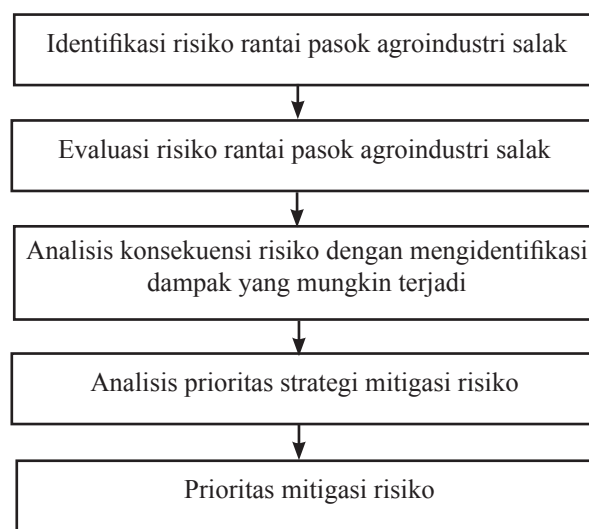 Identifikasi risiko rantai pasok agroindustri salak
Evaluasi risiko rantai pasok agroindustri salak
Analisis konsekuensi risiko dengan mengidentifikasi
dampak yang mungkin terjadi
Analisis prioritas strategi mitigasi risiko
Prioritas mitigasi risiko